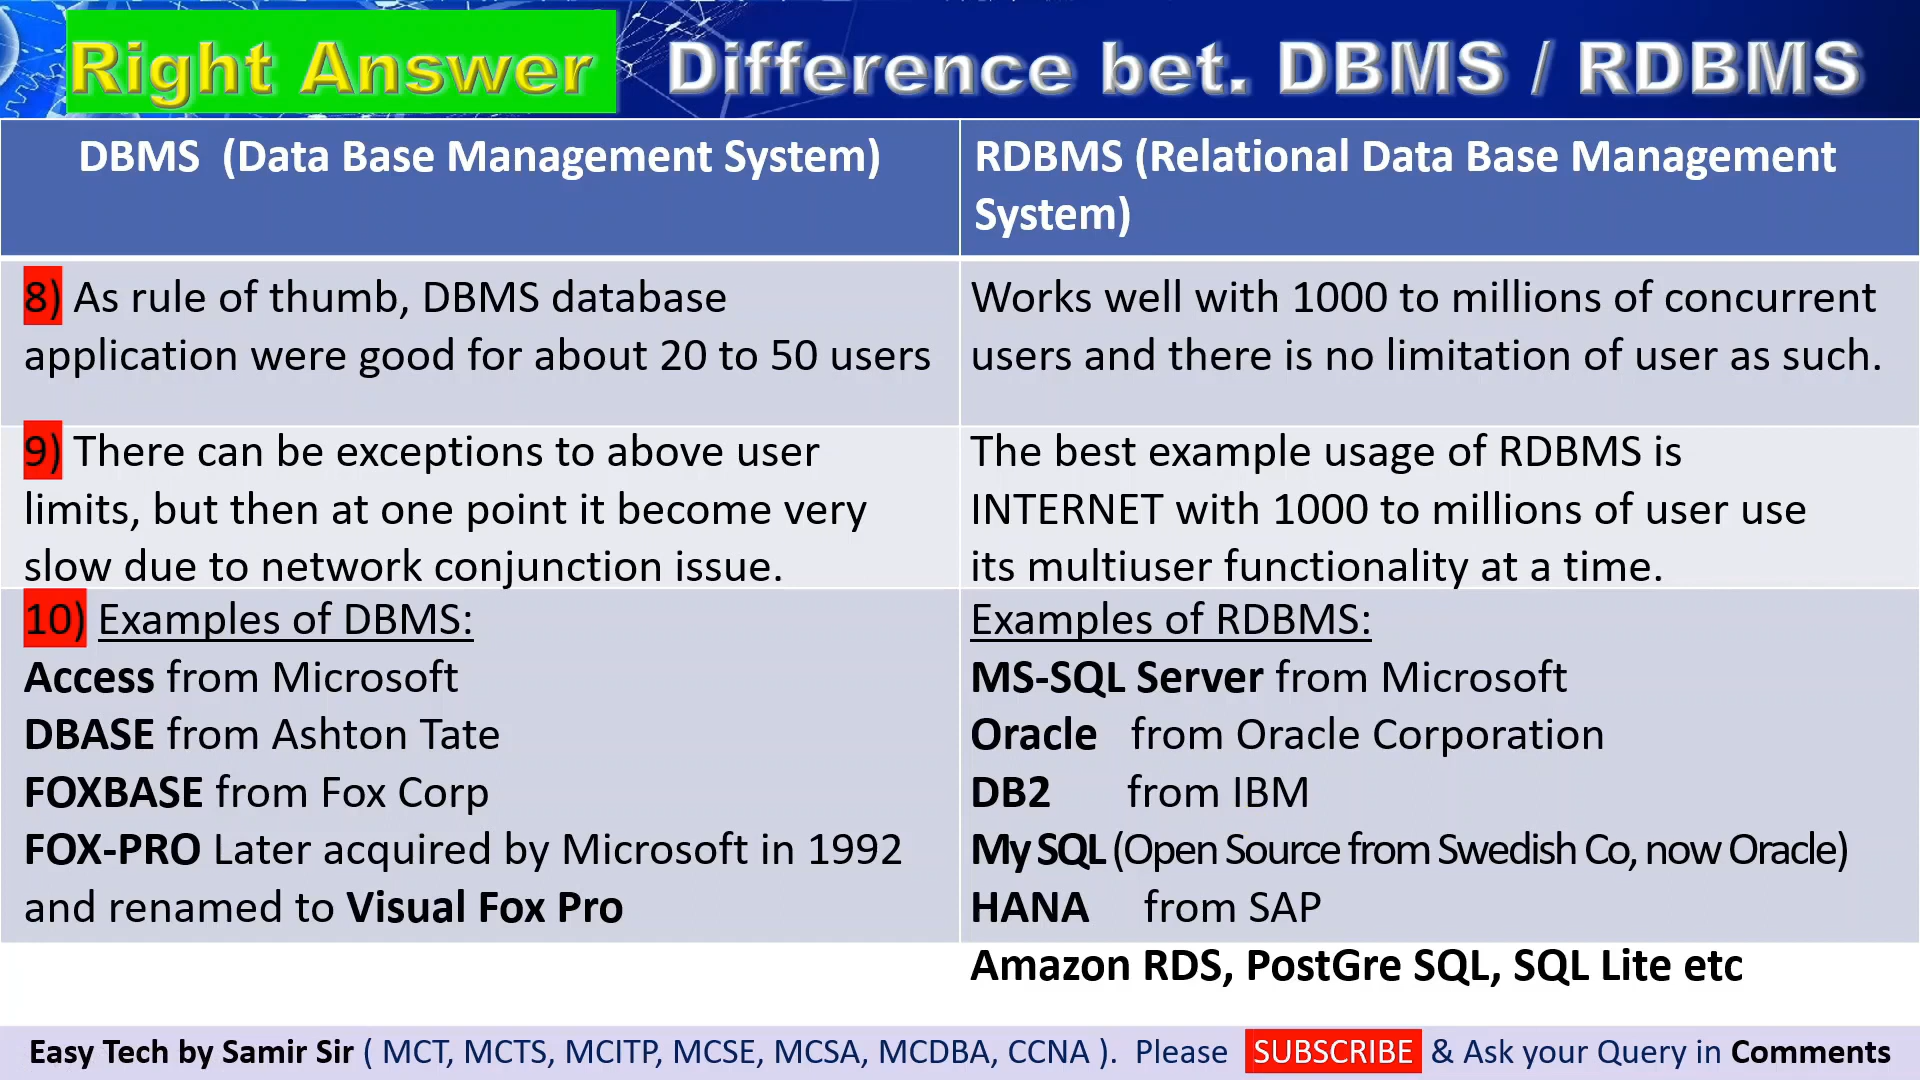 Right Answer Difference bet. DBMS / RDBMS
DBMS (Data Base Management System)
RDBMS (Relational Data Base Management
System)
8) As rule of thumb, DBMS database
application were good for about 20 to 50 users
Works well with 1000 to millions of concurrent
users and there is no limitation of user as such.
9) There can be exceptions to above user
limits, but then at one point it become very
slow due to network conjunction issue.
The best example usage of RDBMS is
INTERNET with 1000 to millions of user use
its multiuser functionality at a time.
10) Examples of DBMS:
Access from Microsoft
DBASE from Ashton Tate
FOXBASE from Fox Corp
FOX-PRO Later acquired by Microsoft in 1992
and renamed to Visual Fox Pro
Examples of RDBMS:
MS-SQL Server from Microsoft
Oracle from Oracle Corporation
DB2 from IBM
My SQL (Open Source from Swedish Co, now Oracle)
HANA from SAP
Amazon RDS, PostGre SQL, SQL Lite etc
Easy Tech by Samir Sir ( MCT, MCTS, MCITP, MCSE, MCSA, MCDBA, CCNA ). Please SUBSCRIBE & Ask your Query in Comments